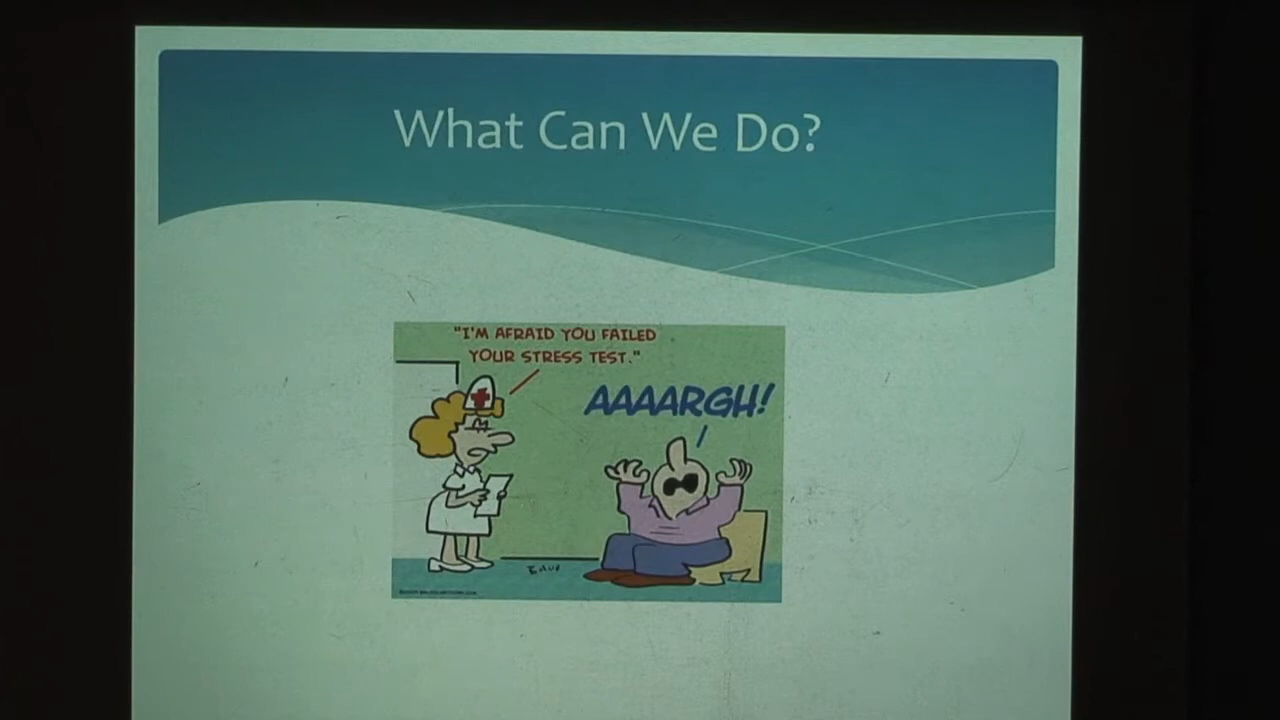 What Can We Do?
"I'M AFRAID YOU FAILED
YOUR STRESS TEST."
AAAARGH!